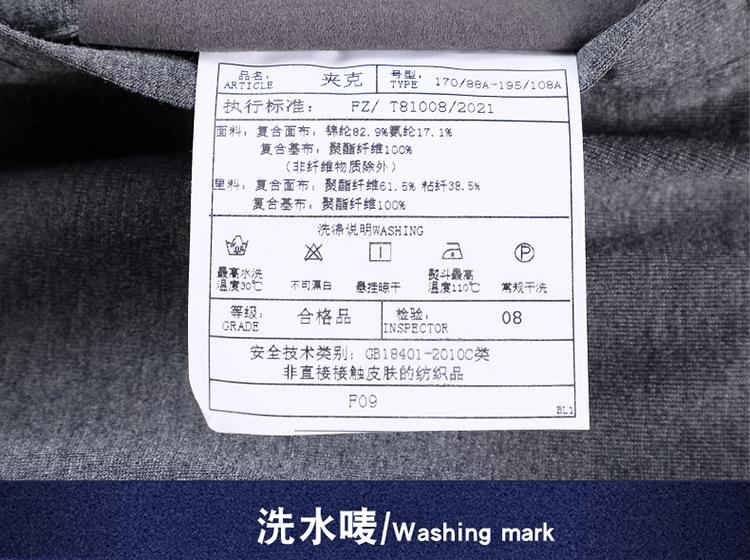 品名: 夹克 号型: 170/88A-195/108A
ARTICLE TYPE
执行标准: FZ/ T81008/2021
面料: 复合面布: 锦纶82.9%氨纶17.1%
复合基布: 聚酯纤维100%
(非纤维物质除外)
里料: 复合面布: 聚酯纤维61.5% 粘纤38.5%
复合基布: 聚酯纤维100%
洗涤说明WASHING
P
最高水洗 熨斗最高
温度30℃ 不可漂白 悬挂晾干 温度110℃ 常规干洗
等级: 合格品 检验: 08
GRADE INSPECTOR
安全技术类别: GB18401-2010C类
非直接接触皮肤的纺织品
F09
BL1
洗水唛/Washing mark